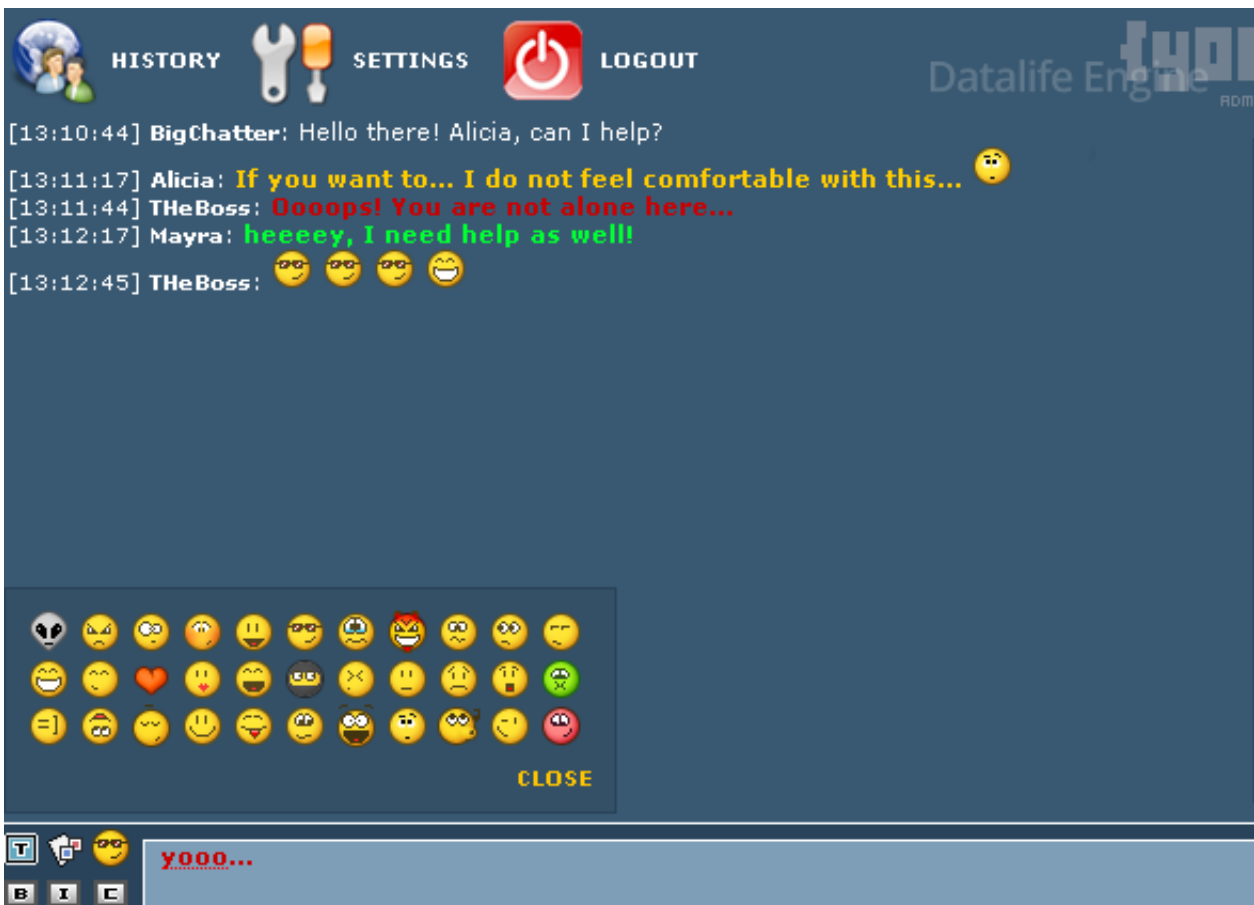 HISTORY SETTINGS LOGOUT
Datalife Engine
[13:10:44] BigChatter: Hello there! Alicia, can I help?
[13:11:17] Alicia: If you want to... I do not feel comfortable with this...
[13:11:44] THeBoss: Oooops! You are not alone here...
[13:12:17] Mayra: heeeey, I need help as well!
[13:12:45] THeBoss:
CLOSE
T
yooo...
B I C